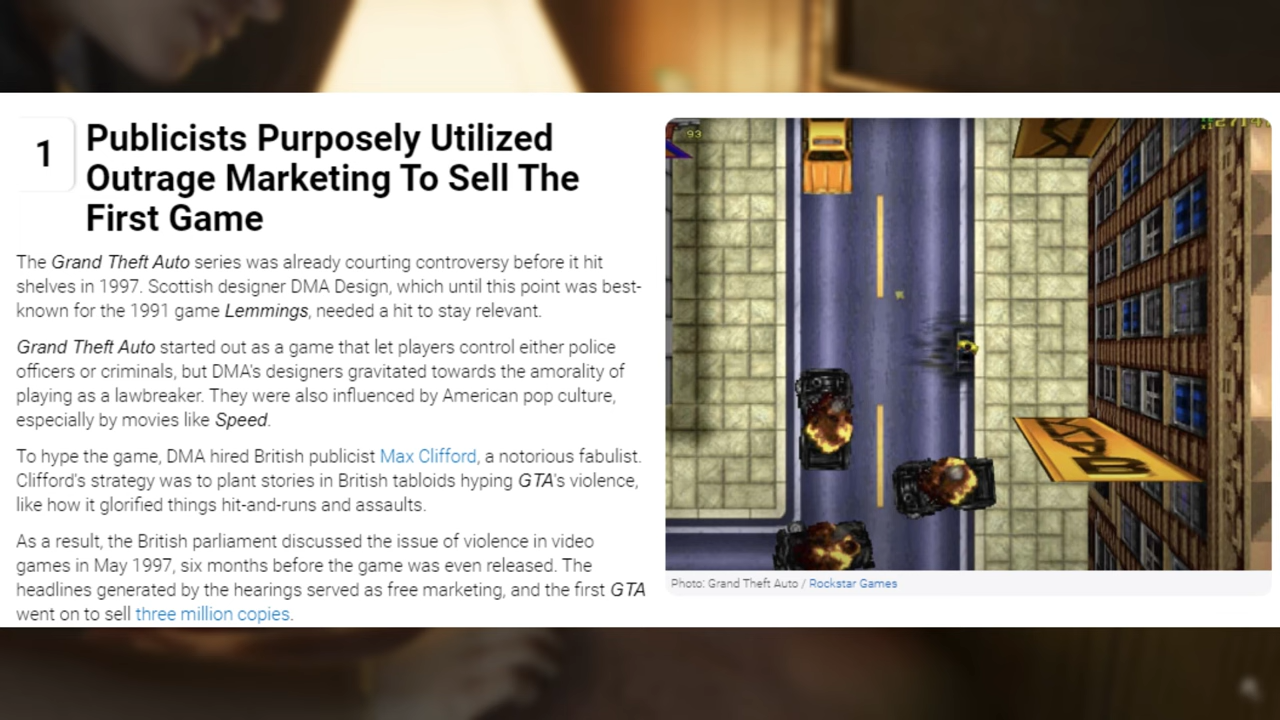 1
Publicists Purposely Utilized
Outrage Marketing To Sell The
First Game
The Grand Theft Auto series was already courting controversy before it hit
shelves in 1997. Scottish designer DMA Design, which until this point was best-
known for the 1991 game Lemmings, needed a hit to stay relevant.
Grand Theft Auto started out as a game that let players control either police
officers or criminals, but DMA's designers gravitated towards the amorality of
playing as a lawbreaker. They were also influenced by American pop culture,
especially by movies like Speed.
To hype the game, DMA hired British publicist Max Clifford, a notorious fabulist.
Clifford's strategy was to plant stories in British tabloids hyping GTA's violence,
like how it glorified things hit-and-runs and assaults.
As a result, the British parliament discussed the issue of violence in video
games in May 1997, six months before the game was even released. The
headlines generated by the hearings served as free marketing, and the first GTA
went on to sell three million copies.
93
Photo: Grand Theft Auto / Rockstar Games